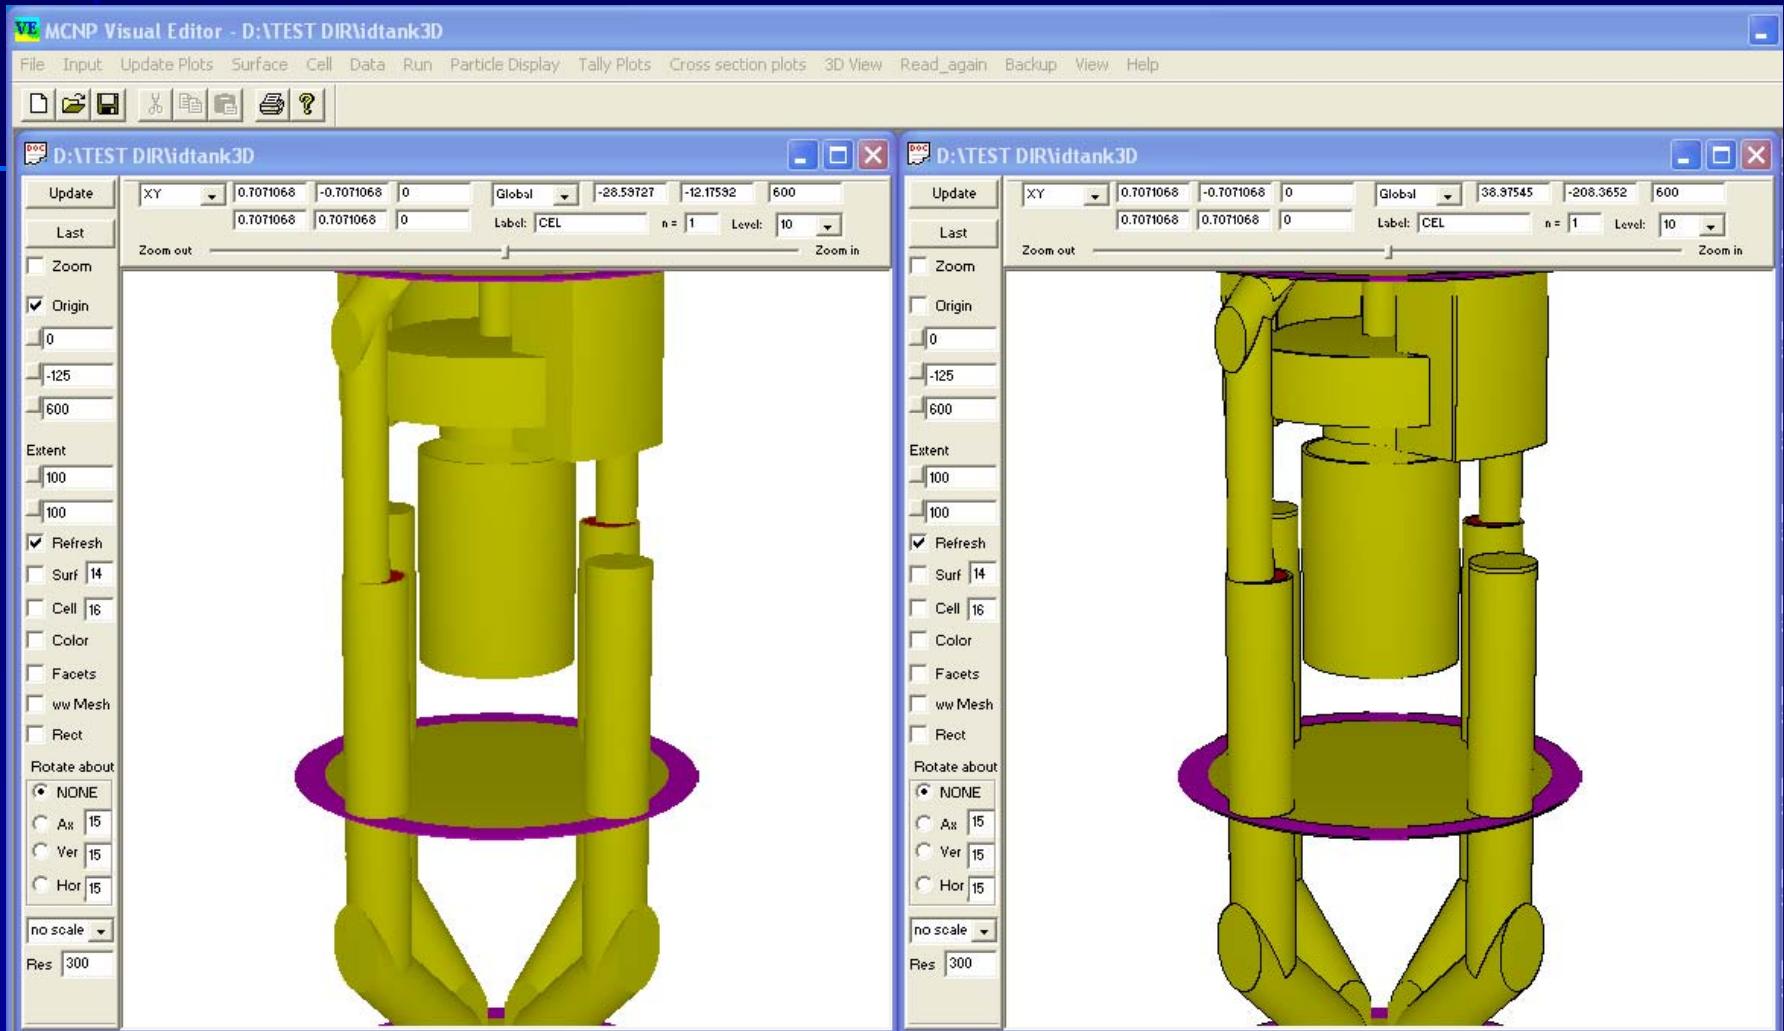 VE MCNP Visual Editor - D:\TEST DIR\idtank3D
File Input Update Plots Surface Cell Data Run Particle Display Tally Plots Cross section plots 3D View Read_again Backup View Help
DOC D:\TEST DIR\idtank3D
Update XY 0.7071068 -0.7071068 0 Global -28.59727 -12.17592 600
0.7071068 0.7071068 0 Label: CEL n = 1 Level: 10
Last
Zoom out Zoom in
Zoom
Origin
0
-125
600
Extent
100
100
Refresh
Surf 14
Cell 16
Color
Facets
ww Mesh
Rect
Rotate about
NONE
Ax 15
Ver 15
Hor 15
no scale
Res 300
DOC D:\TEST DIR\idtank3D
Update XY 0.7071068 -0.7071068 0 Global 38.97545 -208.3652 600
0.7071068 0.7071068 0 Label: CEL n = 1 Level: 10
Last
Zoom out Zoom in
Zoom
Origin
0
-125
600
Extent
100
100
Refresh
Surf 14
Cell 16
Color
Facets
ww Mesh
Rect
Rotate about
NONE
Ax 15
Ver 15
Hor 15
no scale
Res 300